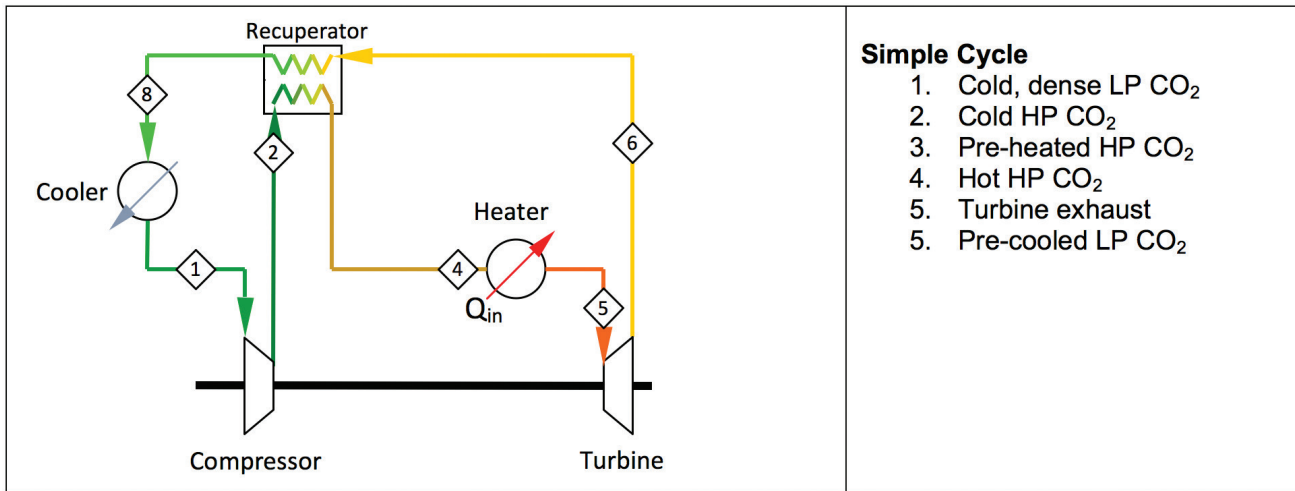 Recuperator
8
2
6
Cooler
Heater
1
4
5
Q_in
Compressor
Turbine
Simple Cycle
1. Cold, dense LP CO₂
2. Cold HP CO₂
3. Pre-heated HP CO₂
4. Hot HP CO₂
5. Turbine exhaust
5. Pre-cooled LP CO₂